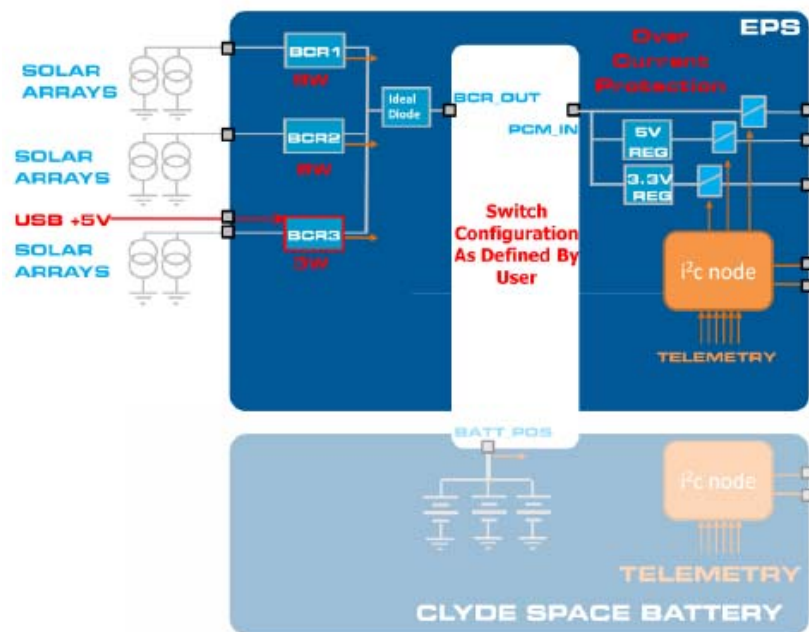 EPS
SOLAR
ARRAYS
BCR1
8W
Ideal
Diode
BCR_OUT
PCM_IN
Over
Current
Protection
5V
REG
3.3V
REG
SOLAR
ARRAYS
BCR2
8W
USB +5V
SOLAR
ARRAYS
BCR3
3W
Switch
Configuration
As Defined By
User
i²c node
TELEMETRY
BATT_POS
i²c node
TELEMETRY
CLYDE SPACE BATTERY